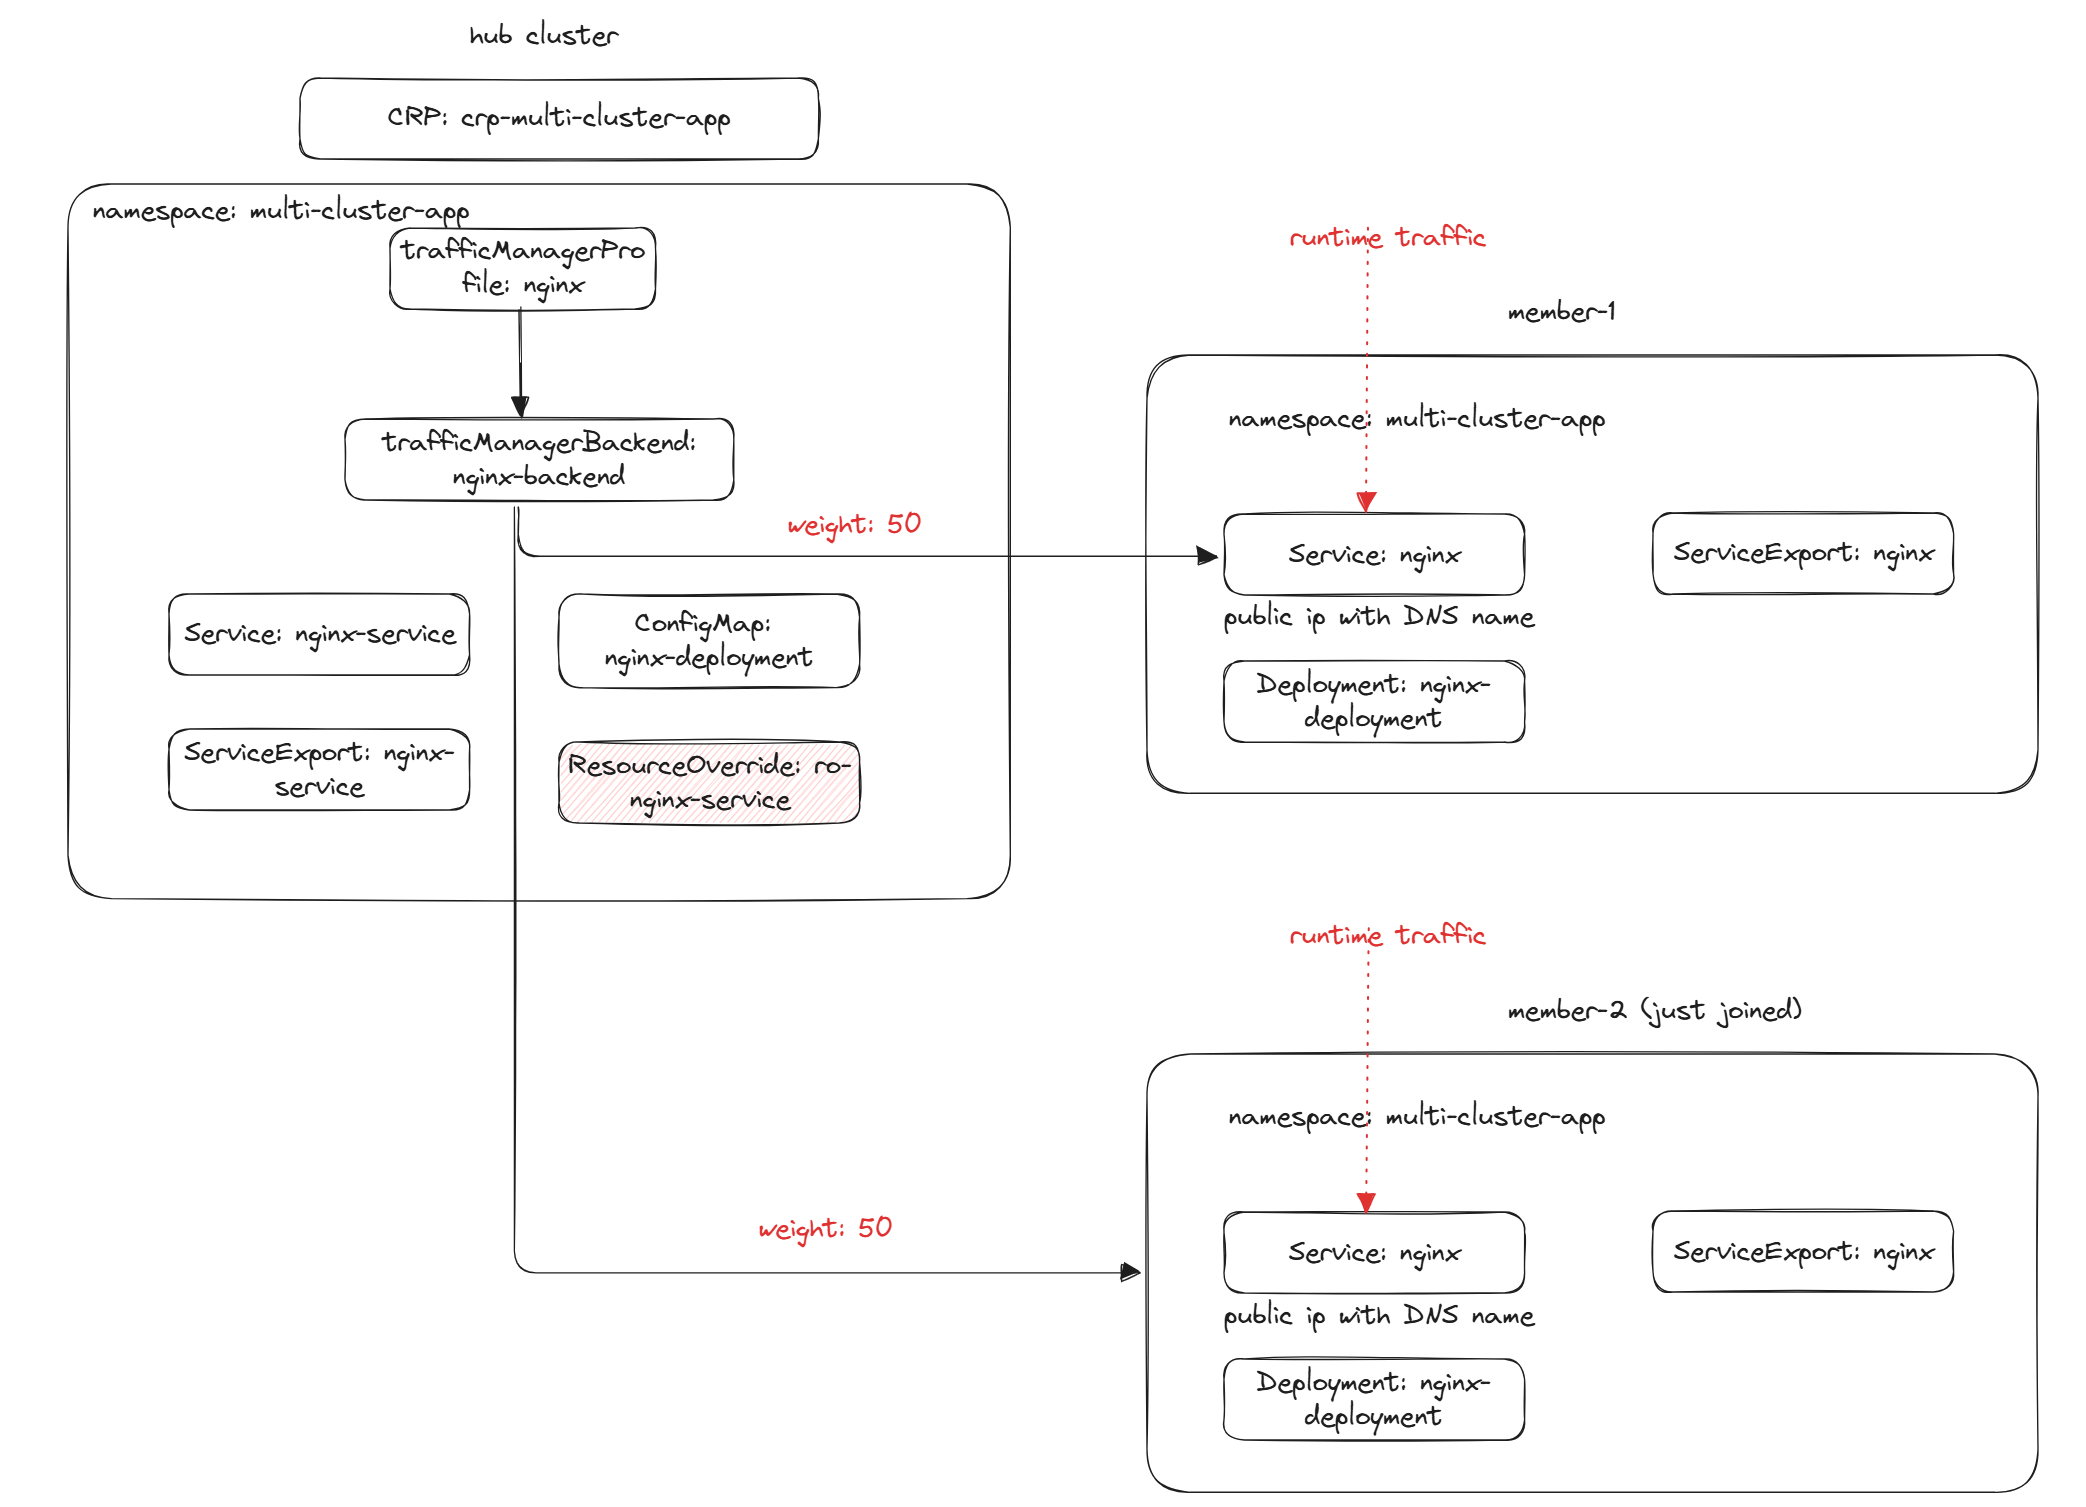 hub cluster
CRP: crp-multi-cluster-app
namespace: multi-cluster-app
trafficManagerPro
file: nginx
trafficManagerBackend:
nginx-backend
weight: 50
Service: nginx-service
ConfigMap:
nginx-deployment
ServiceExport: nginx-
service
ResourceOverride: ro-
nginx-service
runtime traffic
member-1
namespace: multi-cluster-app
Service: nginx
ServiceExport: nginx
public ip with DNS name
Deployment: nginx-
deployment
runtime traffic
member-2 (just joined)
namespace: multi-cluster-app
weight: 50
Service: nginx
ServiceExport: nginx
public ip with DNS name
Deployment: nginx-
deployment